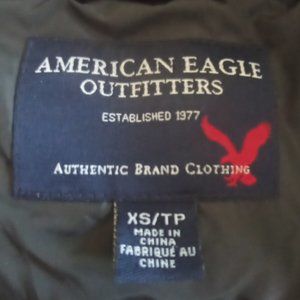 AMERICAN EAGLE
OUTFITTERS
ESTABLISHED 1977
AUTHENTIC BRAND CLOTHING
XS/TP
MADE IN
CHINA
FABRIQUÉ AU
CHINE